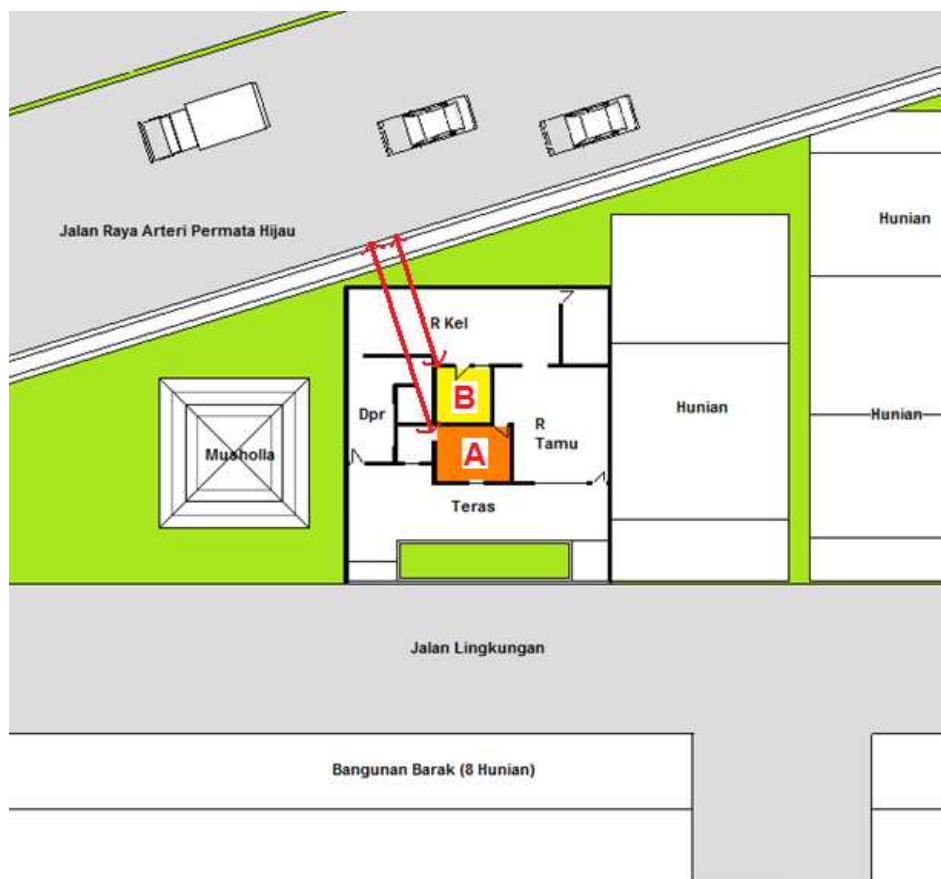 Jalan Raya Arteri Permata Hijau
Hunian
R Kel
B
Dpr
R
Tamu
Hunian
Hunian
Musholla
A
Teras
Jalan Lingkungan
Bangunan Barak (8 Hunian)